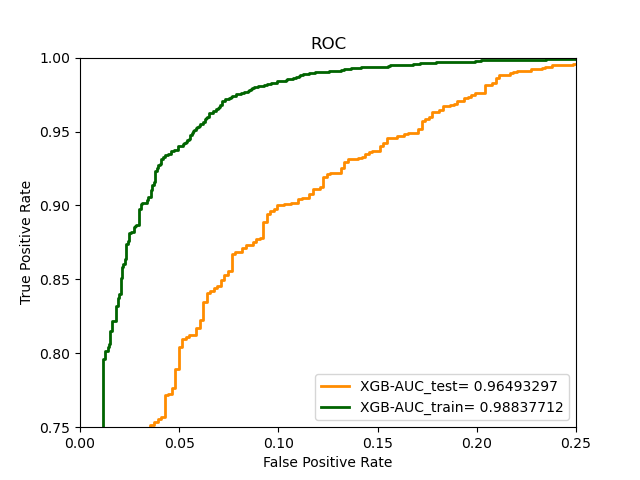 ROC
1.00
0.95
0.90
0.85
0.80
0.75
True Positive Rate
XGB-AUC_test= 0.96493297
XGB-AUC_train= 0.98837712
0.00 0.05 0.10 0.15 0.20 0.25
False Positive Rate